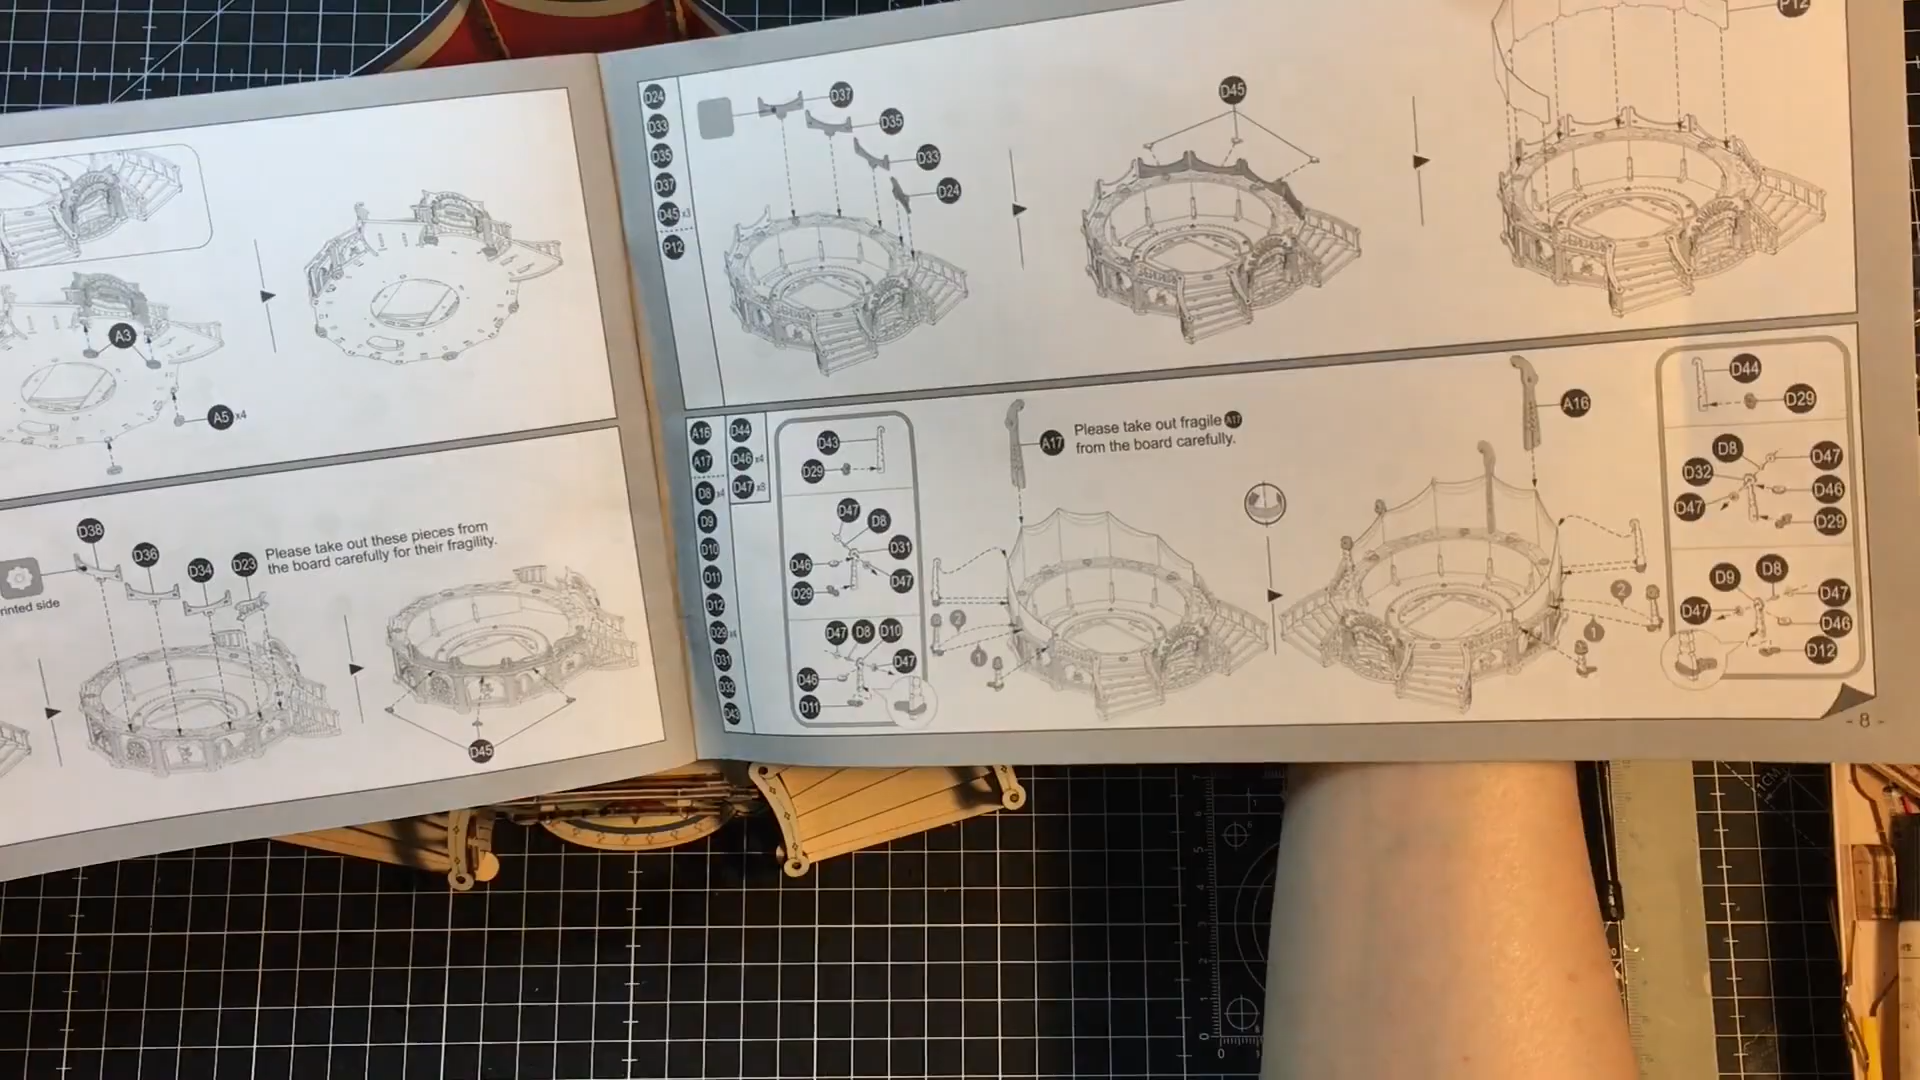 A3
A5 x4
D38
D36
D34
D23
Please take out these pieces from
the board carefully for their fragility.
rinted side
D45
D24
D33
D35
D37
D45 x3
P12
D37
D35
D33
D24
D45
P12
A16
A17
D8 x4
D9
D10
D11
D12
D29 x4
D31
D32
D43
D44
D46 x4
D47 x8
D43
D29
D47
D8
D31
D46
D47
D29
D47
D8
D10
D47
D46
D11
A17
Please take out fragile A17
from the board carefully.
2
1
A16
2
1
D44
D29
D8
D47
D32
D46
D47
D29
D9
D8
D47
D47
D46
D12
- 8 -